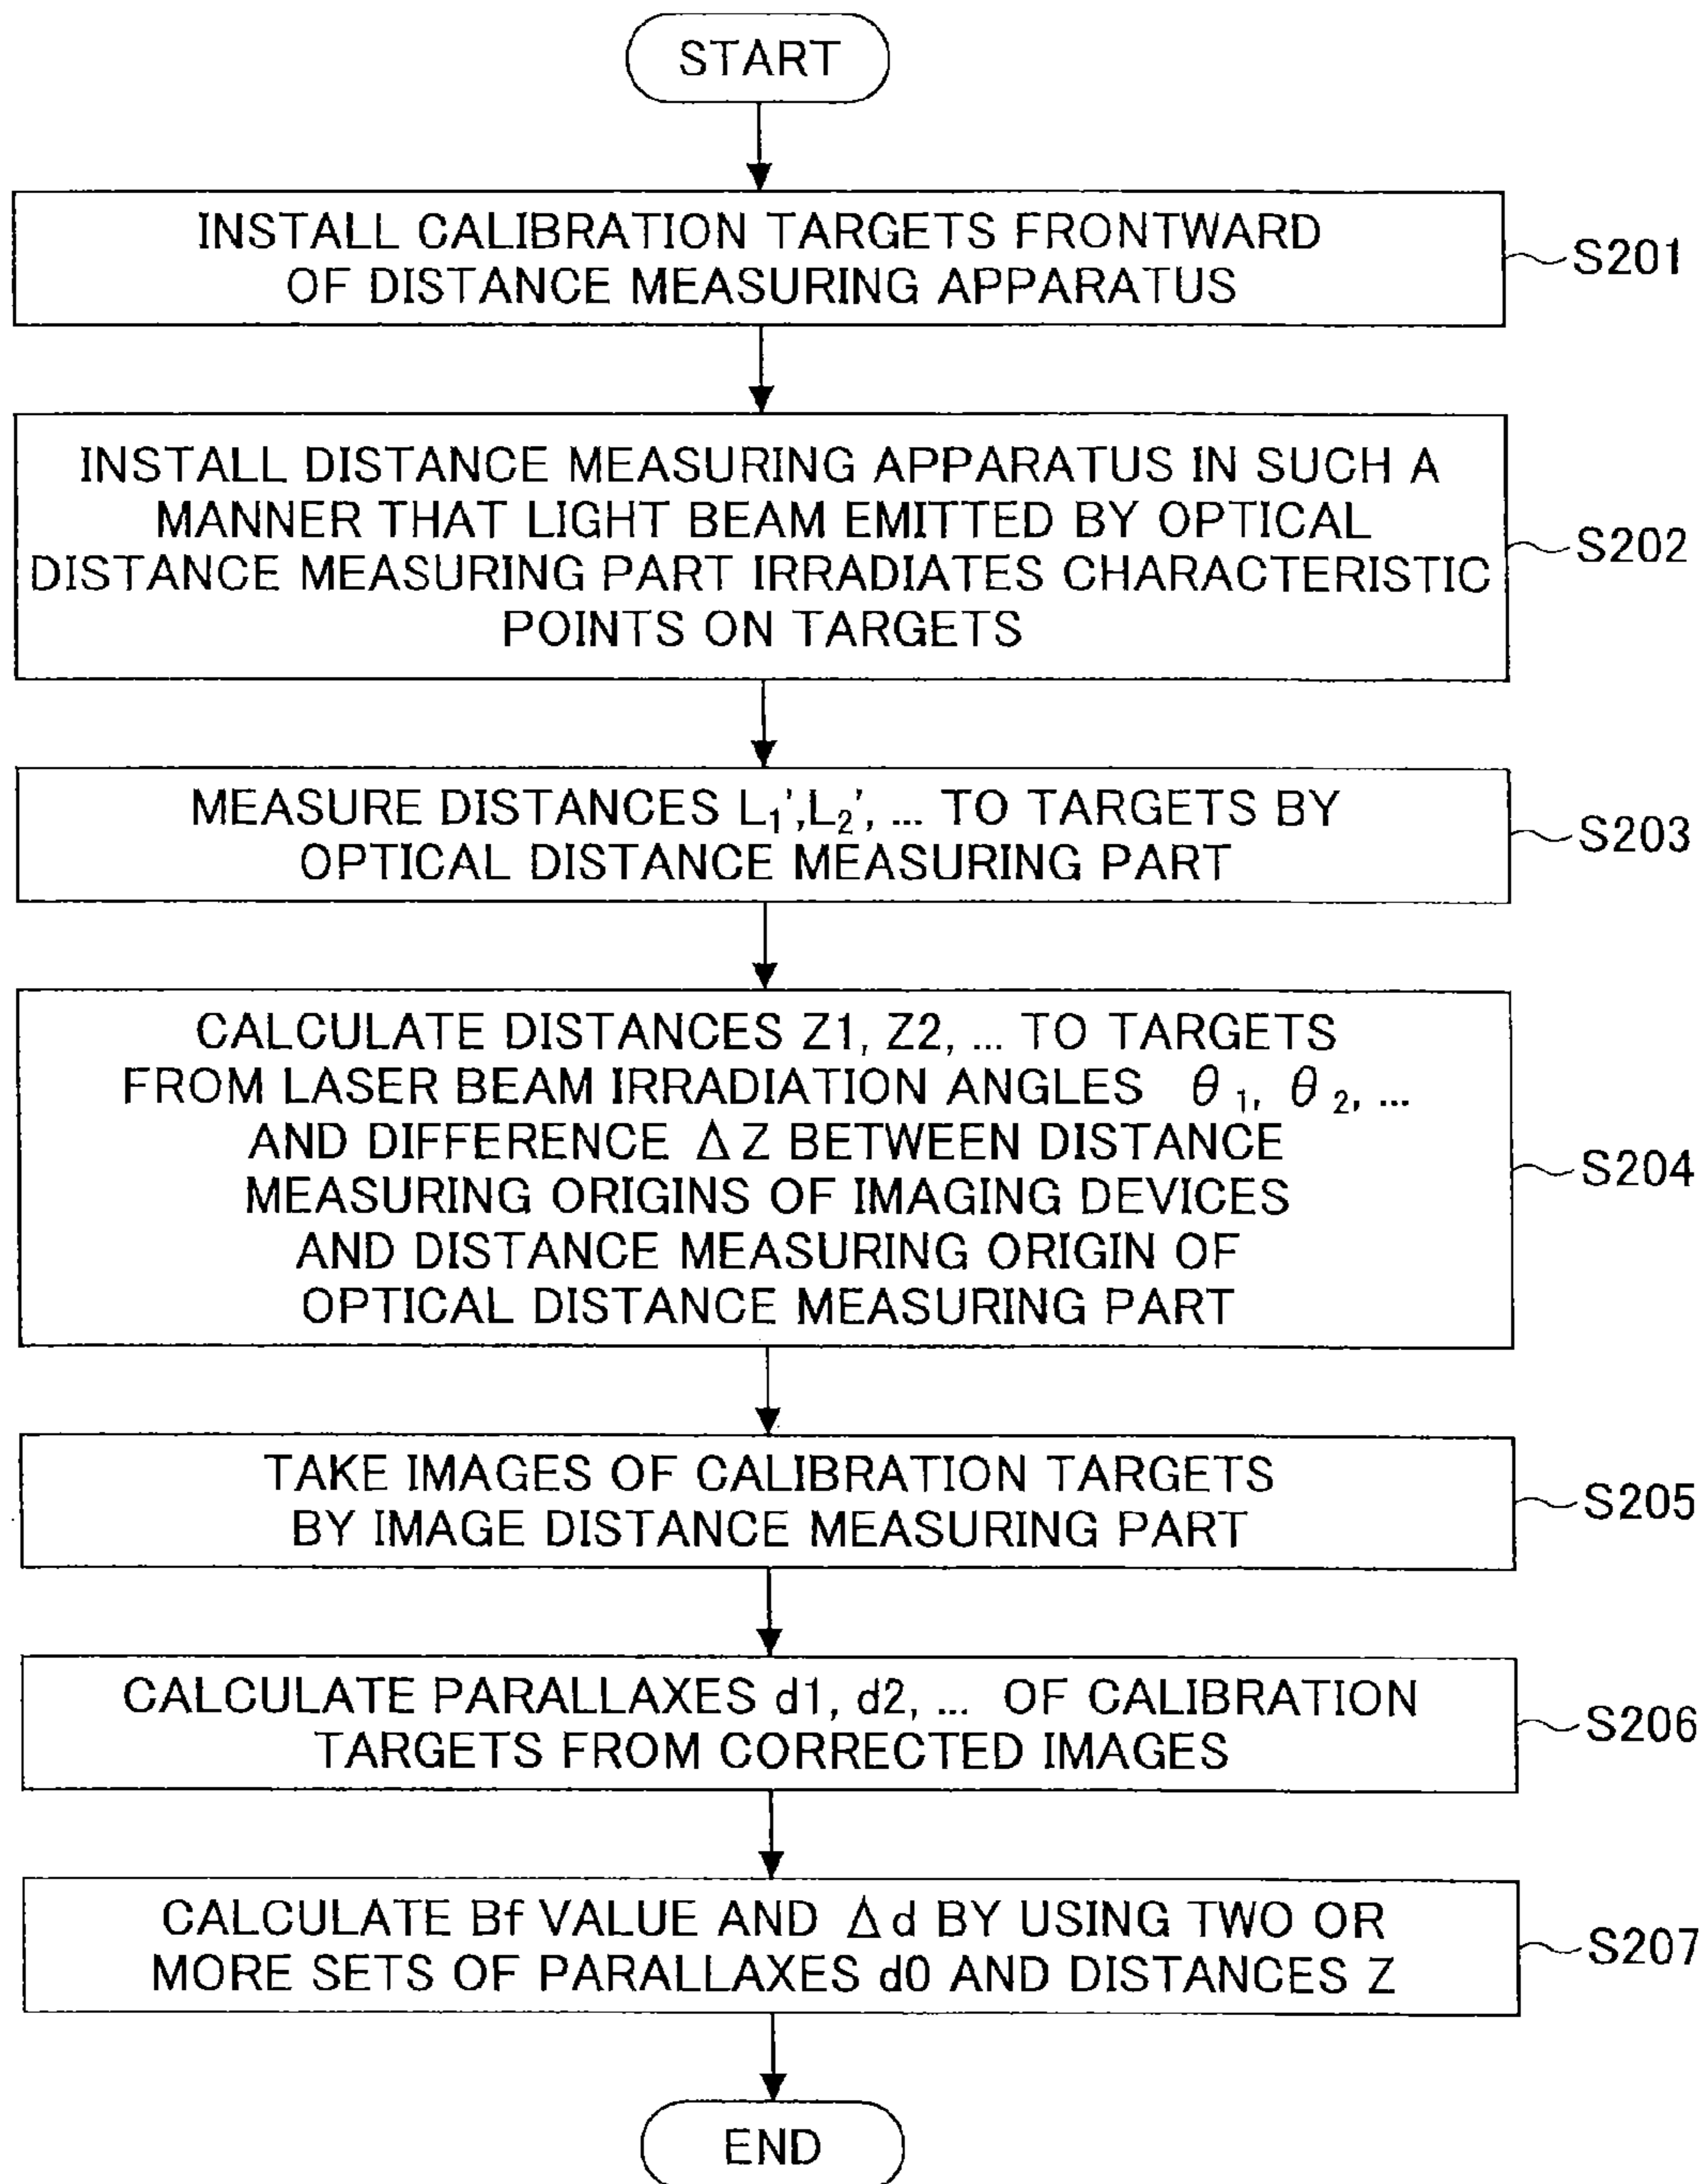 START
INSTALL CALIBRATION TARGETS FRONTWARD
OF DISTANCE MEASURING APPARATUS
S201
INSTALL DISTANCE MEASURING APPARATUS IN SUCH A
MANNER THAT LIGHT BEAM EMITTED BY OPTICAL
DISTANCE MEASURING PART IRRADIATES CHARACTERISTIC
POINTS ON TARGETS
S202
MEASURE DISTANCES L₁',L₂', ... TO TARGETS BY
OPTICAL DISTANCE MEASURING PART
S203
CALCULATE DISTANCES Z1, Z2, ... TO TARGETS
FROM LASER BEAM IRRADIATION ANGLES θ₁, θ₂, ...
AND DIFFERENCE ΔZ BETWEEN DISTANCE
MEASURING ORIGINS OF IMAGING DEVICES
AND DISTANCE MEASURING ORIGIN OF
OPTICAL DISTANCE MEASURING PART
S204
TAKE IMAGES OF CALIBRATION TARGETS
BY IMAGE DISTANCE MEASURING PART
S205
CALCULATE PARALLAXES d1, d2, ... OF CALIBRATION
TARGETS FROM CORRECTED IMAGES
S206
CALCULATE Bf VALUE AND Δd BY USING TWO OR
MORE SETS OF PARALLAXES d0 AND DISTANCES Z
S207
END